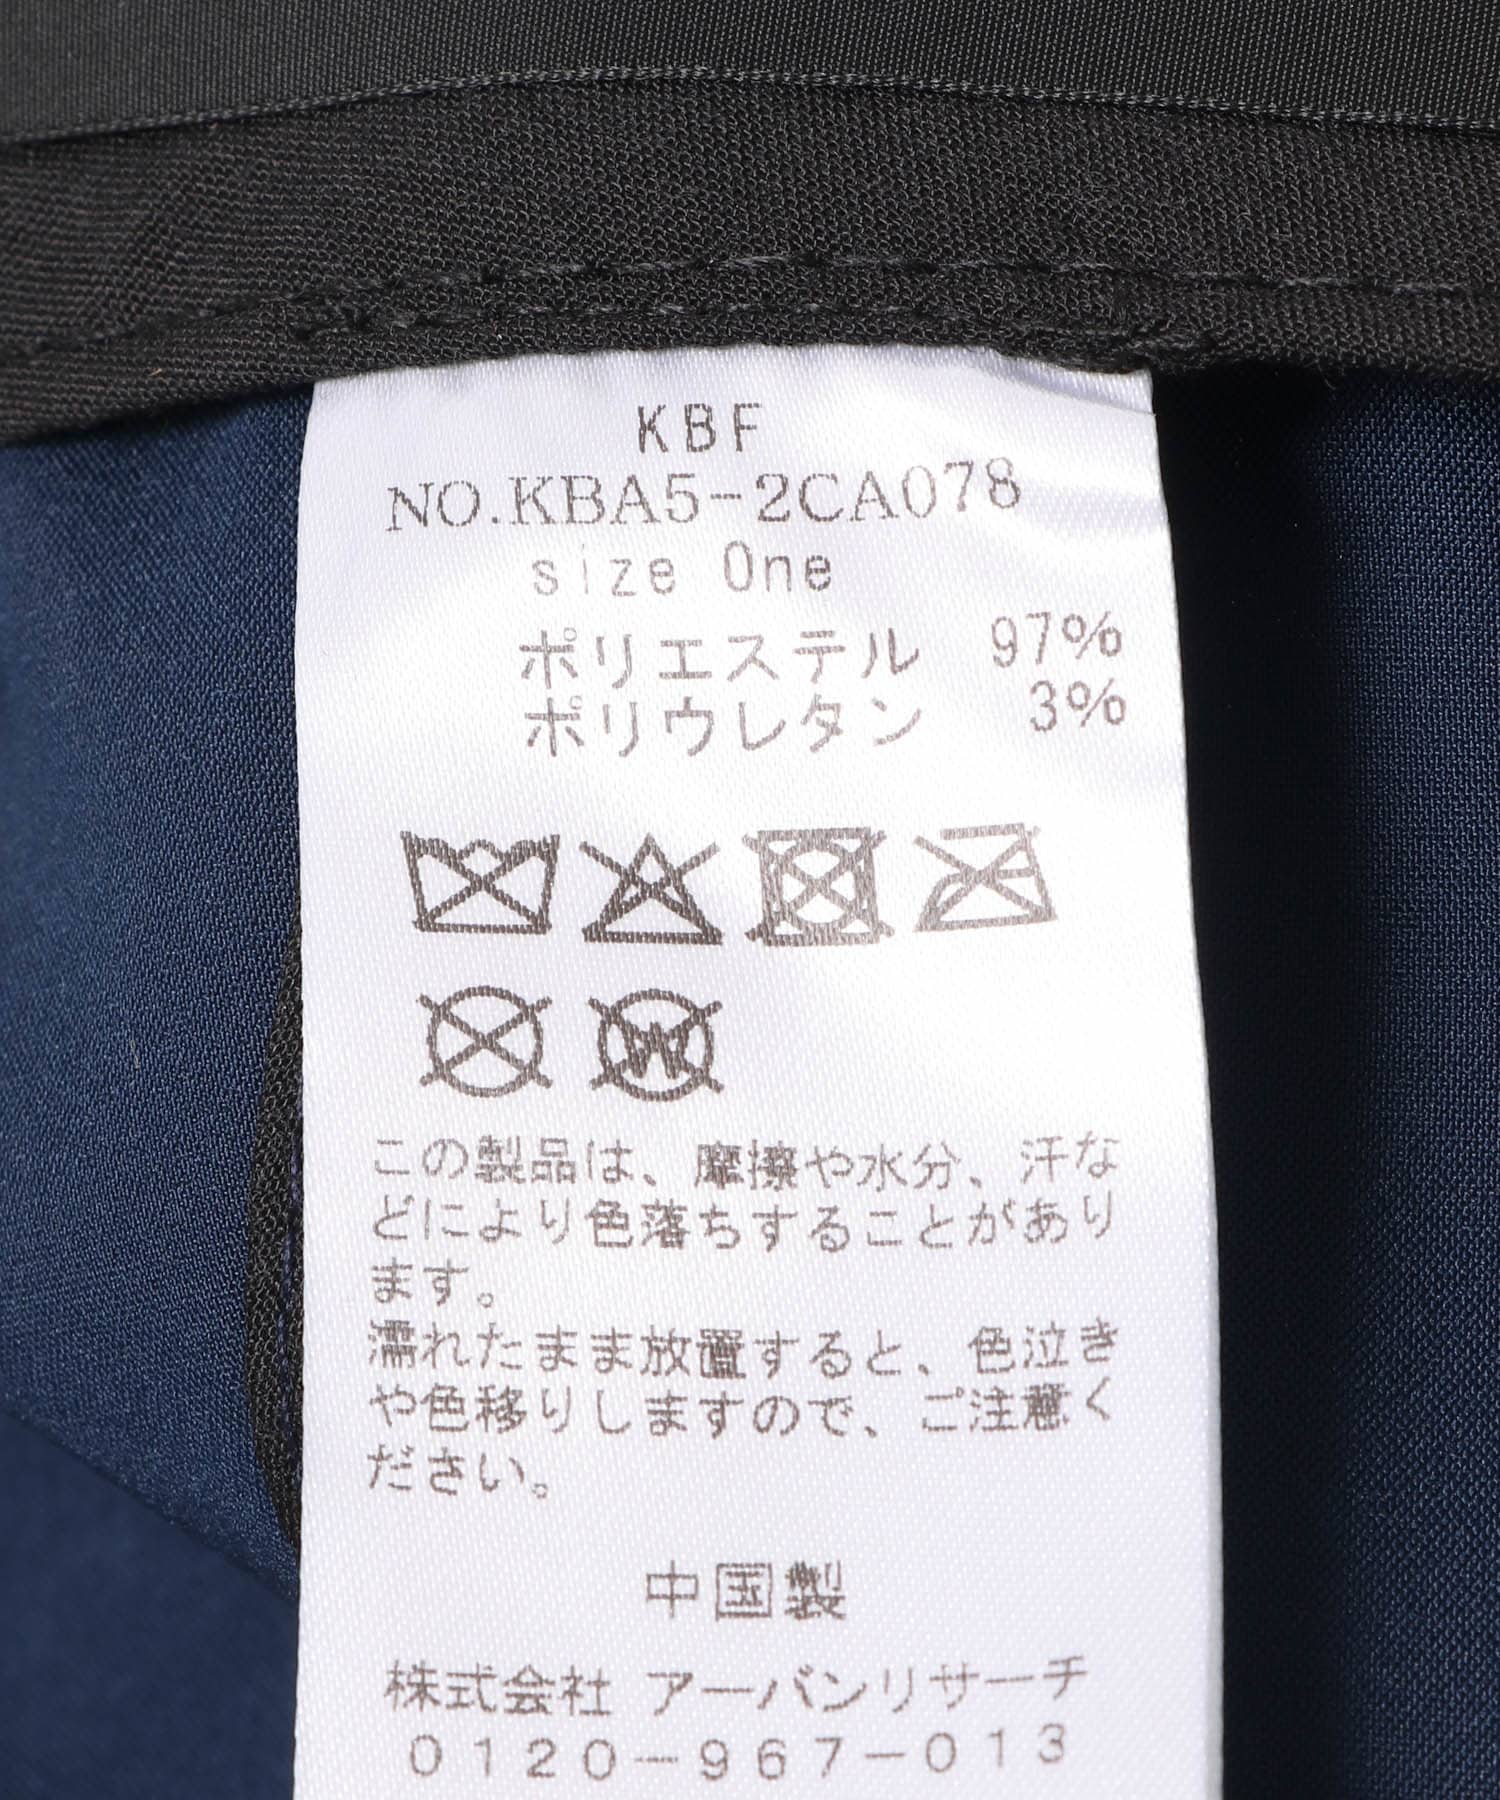 KBF
NO.KBA5-2CA078
size One
ポリエステル 97%
ポリウレタン 3%
W
この製品は、摩擦や水分、汗な
どにより色落ちすることがあり
ます。
濡れたまま放置すると、色泣き
や色移りしますので、ご注意く
ださい。
中国製
株式会社 アーバンリサーチ
0120-967-013